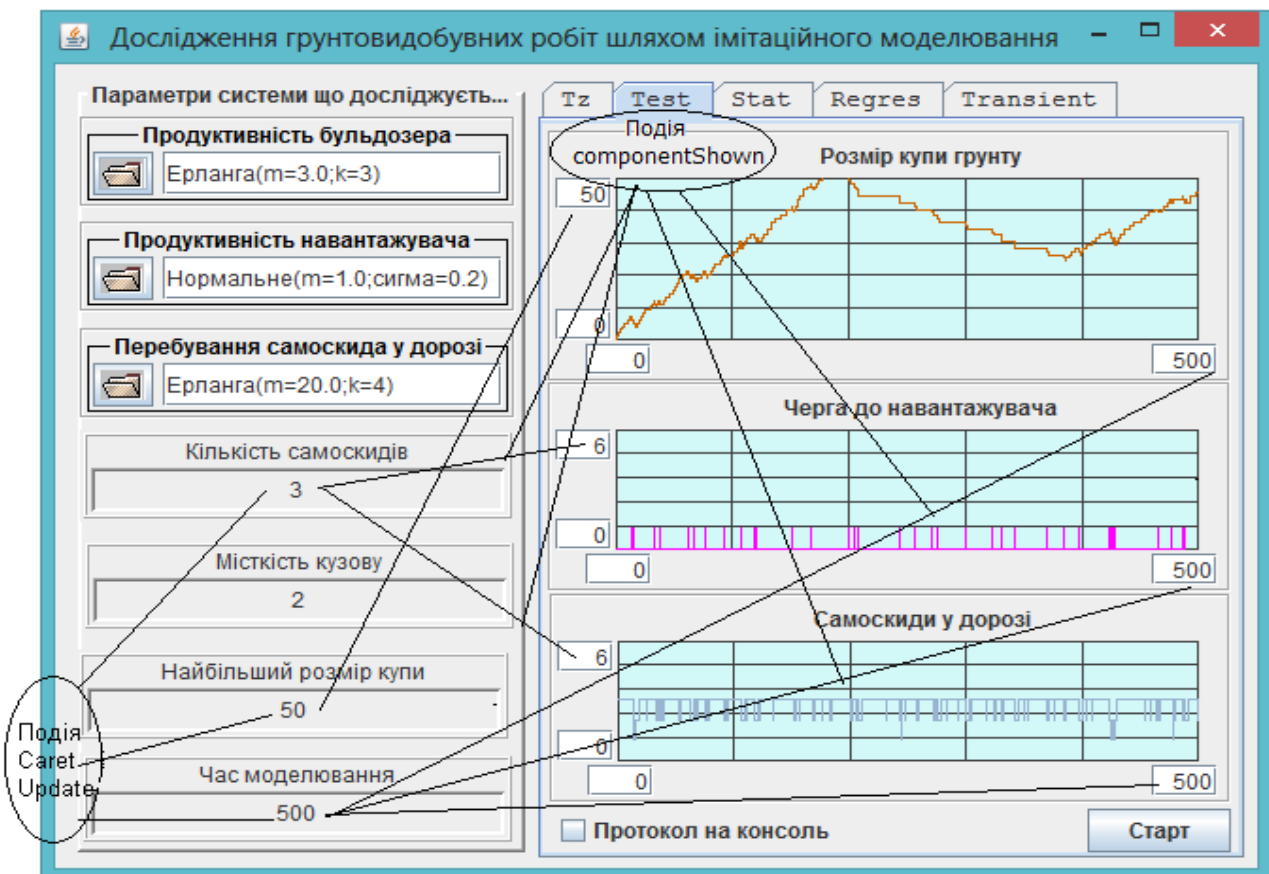 Дослідження грунтовидобувних робіт шляхом імітаційного моделювання
Параметри системи що досліджуєть...
Продуктивність бульдозера
Ерланга(m=3.0;k=3)
Продуктивність навантажувача
Нормальне(m=1.0;сигма=0.2)
Перебування самоскида у дорозі
Ерланга(m=20.0;k=4)
Кількість самоскидів
3
Місткість кузову
2
Найбільший розмір купи
50
Час моделювання
500
Подія
Caret
Update
Tz Test Stat Regres Transient
Подія
componentShown
Розмір купи грунту
50
0
0 500
Черга до навантажувача
6
0
0 500
Самоскиди у дорозі
6
0
0 500
Протокол на консоль
Старт